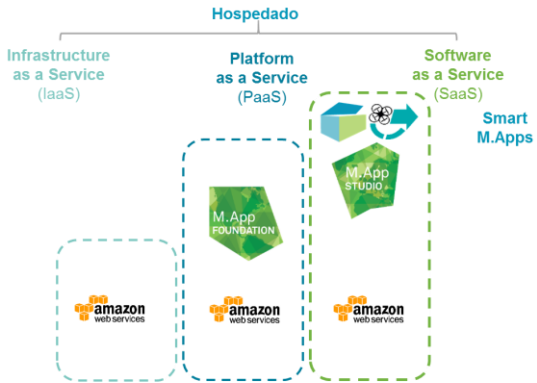 Hospedado
Infrastructure
as a Service
(IaaS)
Platform
as a Service
(PaaS)
Software
as a Service
(SaaS)
Smart
M.Apps
M.App
STUDIO
M.App
FOUNDATION
amazon
web services
amazon
web services
amazon
web services